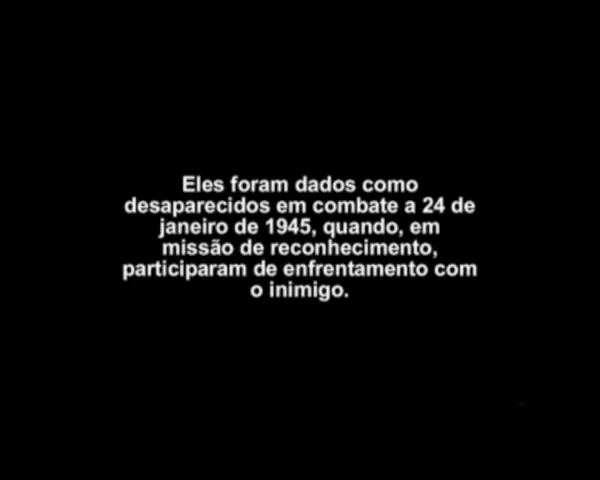 Eles foram dados como
desaparecidos em combate a 24 de
janeiro de 1945, quando, em
missão de reconhecimento,
participaram de enfrentamento com
o inimigo.